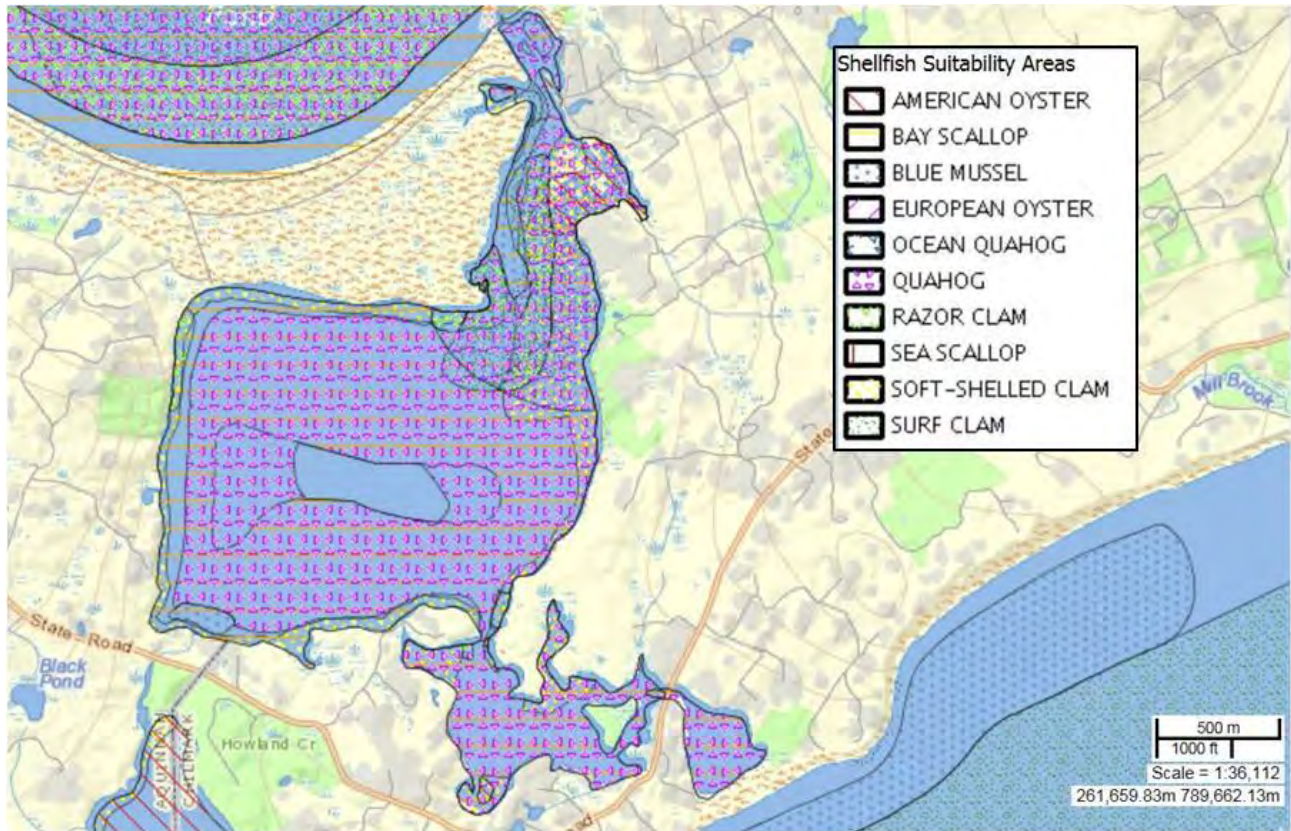 Shellfish Suitability Areas
AMERICAN OYSTER
BAY SCALLOP
BLUE MUSSEL
EUROPEAN OYSTER
OCEAN QUAHOG
QUAHOG
RAZOR CLAM
SEA SCALLOP
SOFT-SHELLED CLAM
SURF CLAM
Mill Brook
State
State Road
Black
Pond
Howland Cr
AQUINNAH
CHILMARK
500 m
1000 ft
Scale = 1:36,112
261,659.83m 789,662.13m